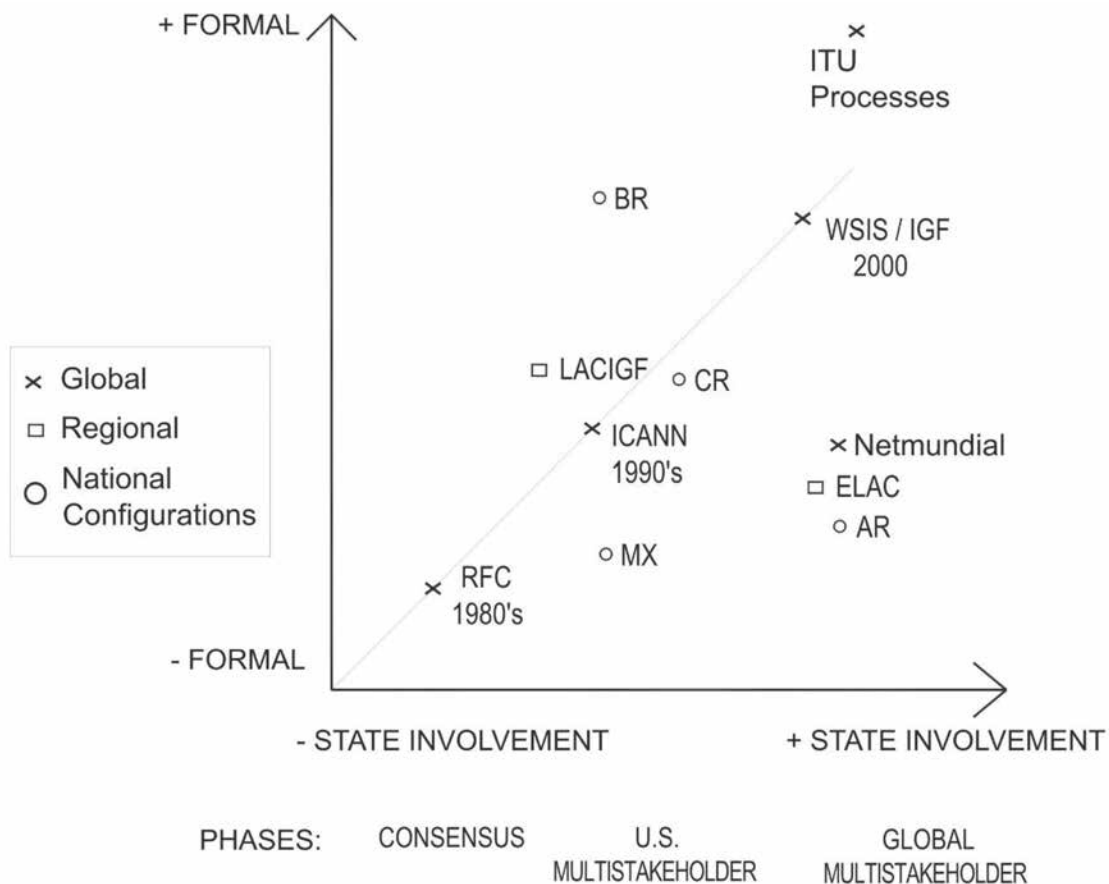 + FORMAL
ITU
Processes
BR
WSIS / IGF
2000
LACIGF
CR
Global
Regional
National
Configurations
ICANN
1990's
Netmundial
ELAC
AR
MX
RFC
1980's
- FORMAL
- STATE INVOLVEMENT
+ STATE INVOLVEMENT
PHASES:
CONSENSUS
U.S.
MULTISTAKEHOLDER
GLOBAL
MULTISTAKEHOLDER